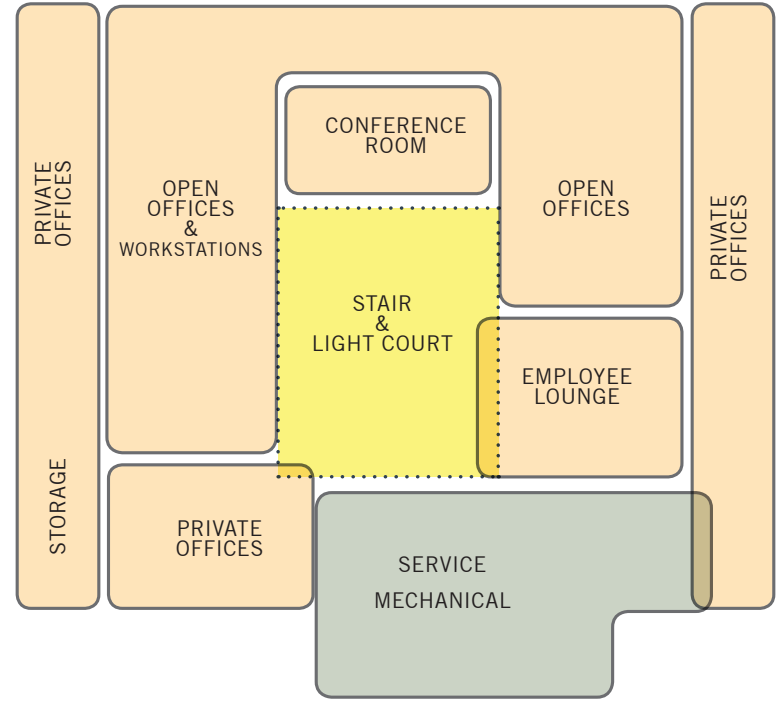 PRIVATE
OFFICES
STORAGE
OPEN
OFFICES
&
WORKSTATIONS
CONFERENCE
ROOM
OPEN
OFFICES
PRIVATE
OFFICES
STAIR
&
LIGHT COURT
EMPLOYEE
LOUNGE
PRIVATE
OFFICES
SERVICE
MECHANICAL